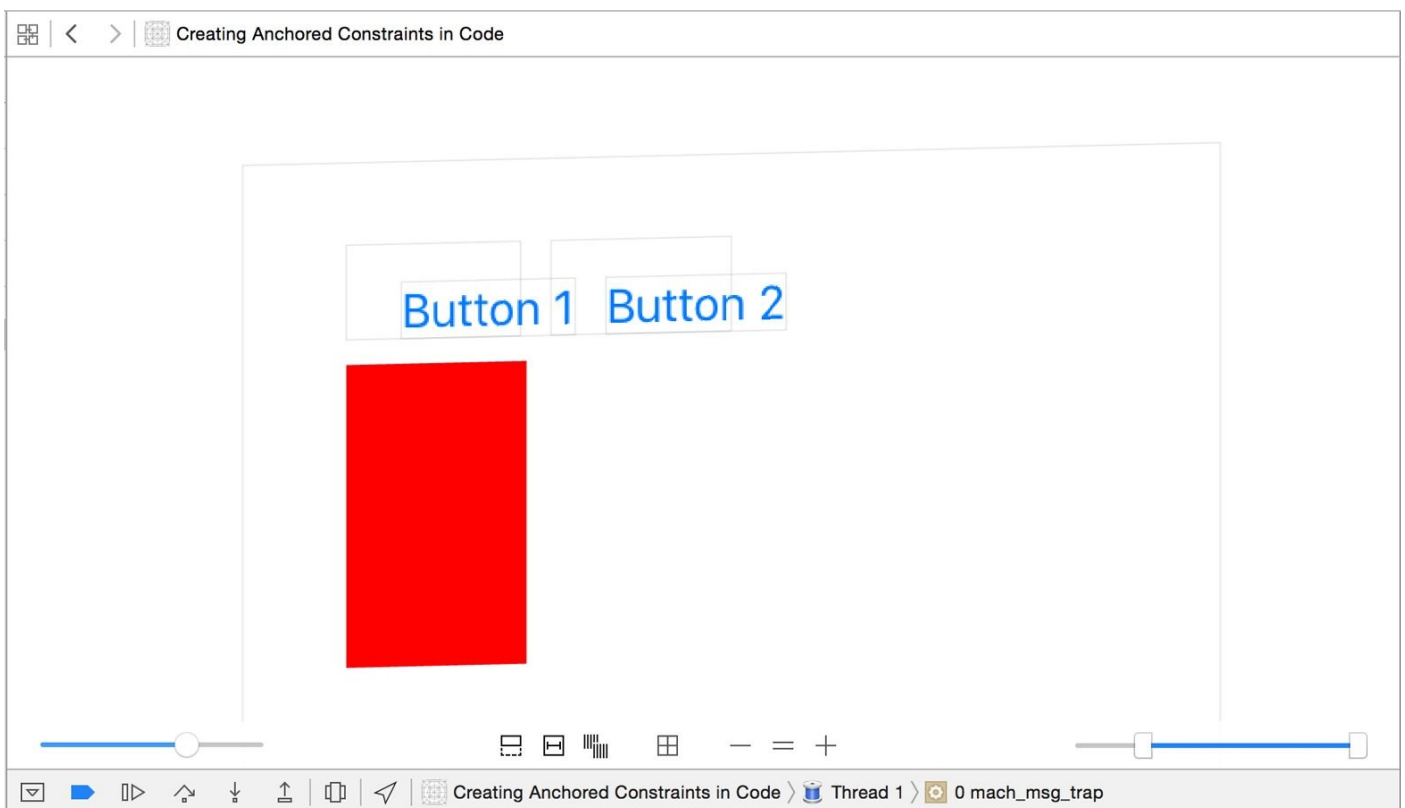 Creating Anchored Constraints in Code
Button 1 Button 2
Creating Anchored Constraints in Code Thread 1 0 mach_msg_trap